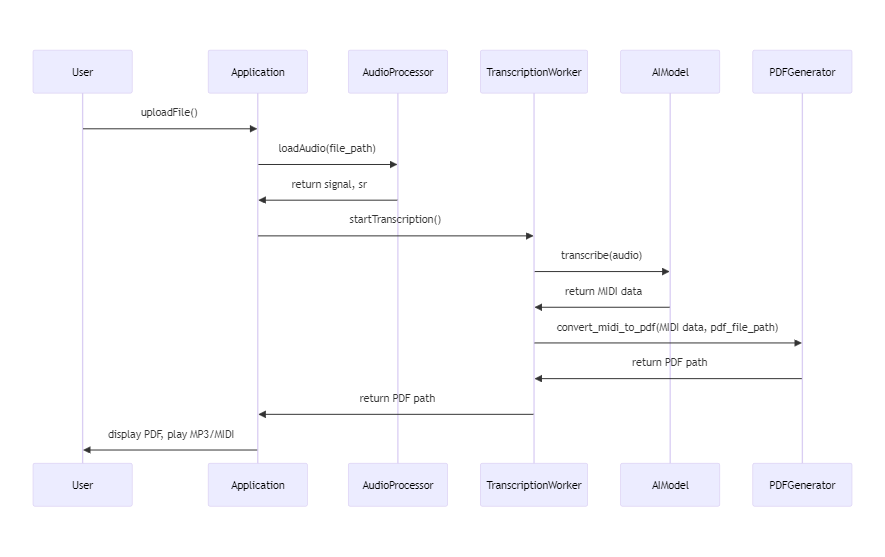 User
Application
AudioProcessor
TranscriptionWorker
AIModel
PDFGenerator
uploadFile()
loadAudio(file_path)
return signal, sr
startTranscription()
transcribe(audio)
return MIDI data
convert_midi_to_pdf(MIDI data, pdf_file_path)
return PDF path
return PDF path
display PDF, play MP3/MIDI
User
Application
AudioProcessor
TranscriptionWorker
AIModel
PDFGenerator